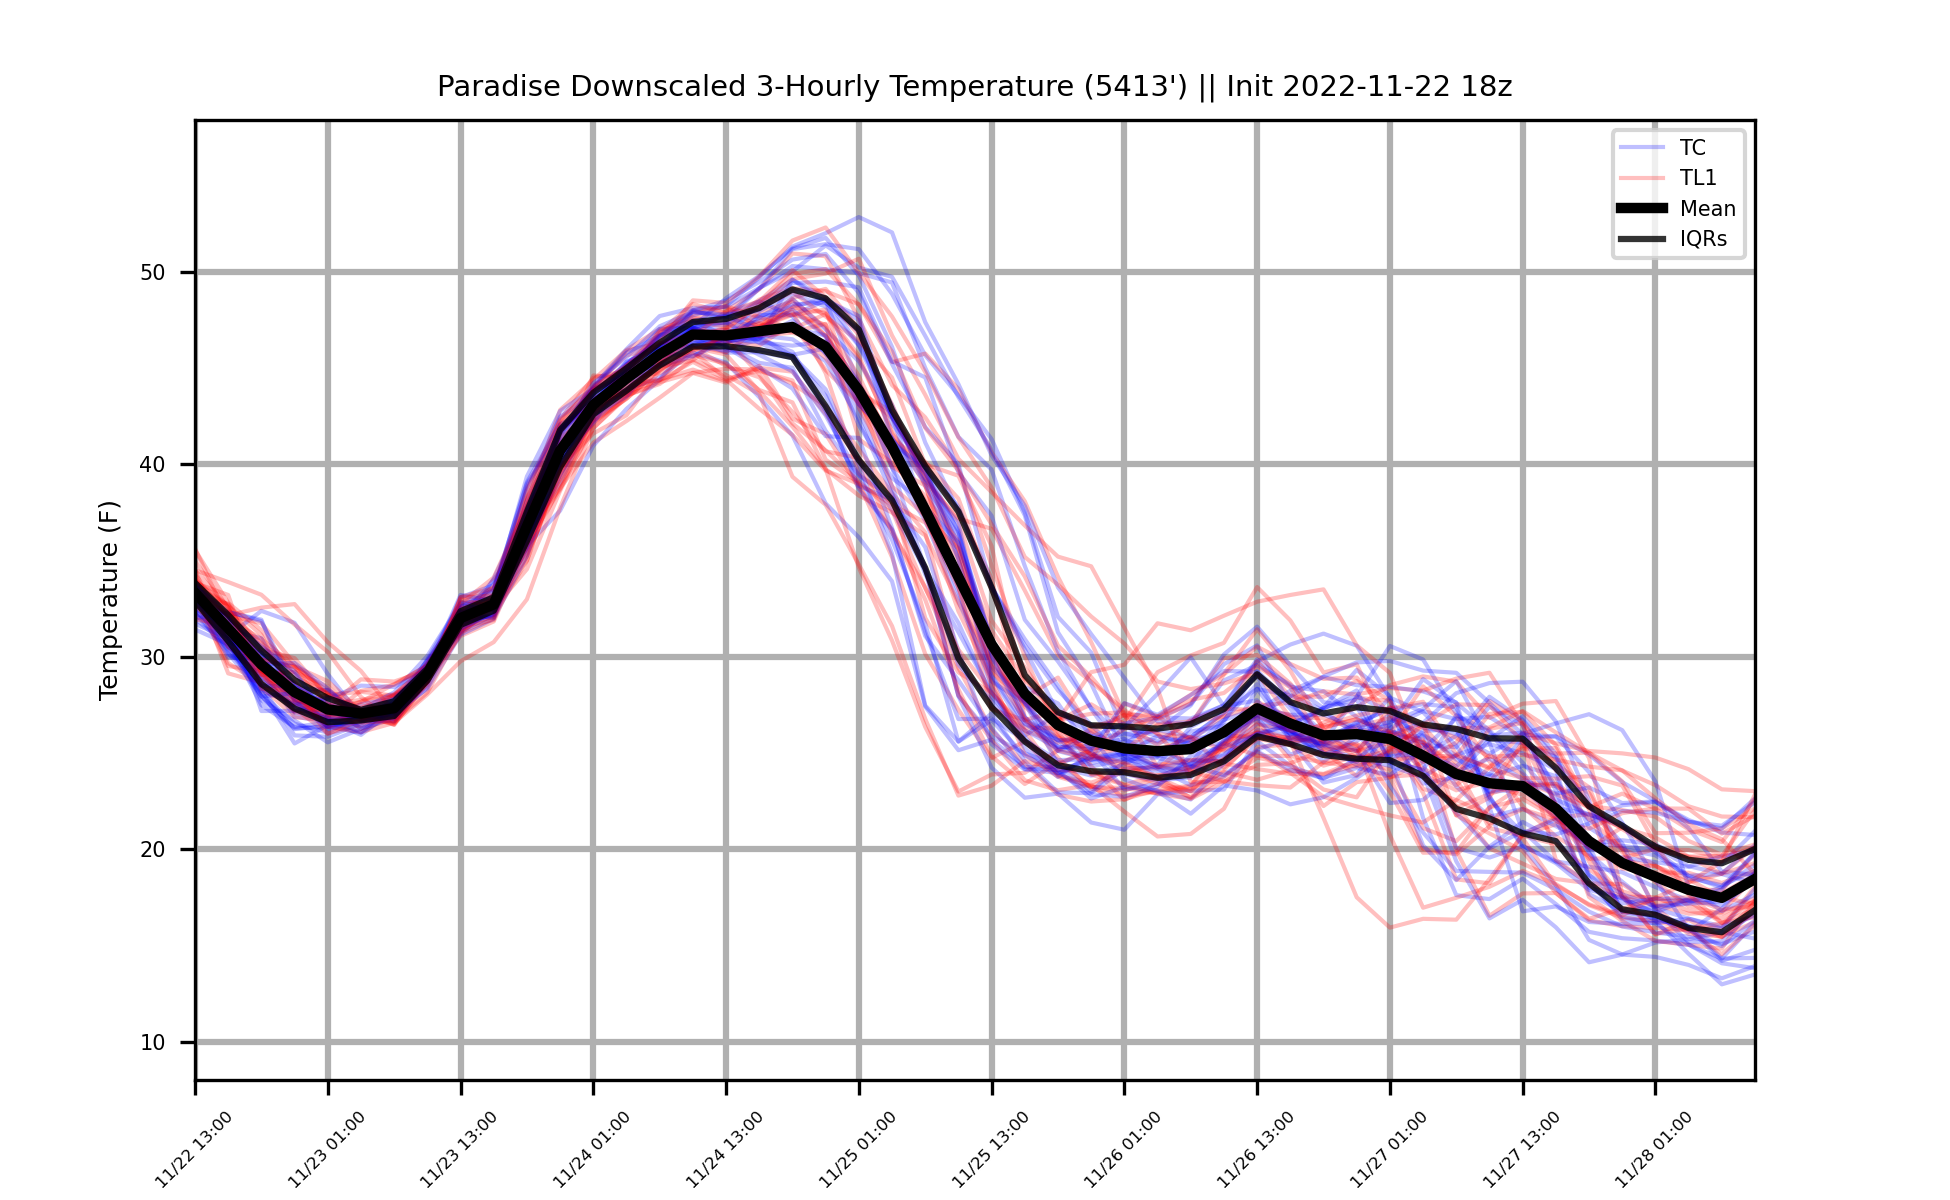 Paradise Downscaled 3-Hourly Temperature (5413') || Init 2022-11-22 18z
TC
TL1
Mean
IQRs
Temperature (F)
50
40
30
20
10
11/22 13:00
11/23 01:00
11/23 13:00
11/24 01:00
11/24 13:00
11/25 01:00
11/25 13:00
11/26 01:00
11/26 13:00
11/27 01:00
11/27 13:00
11/28 01:00